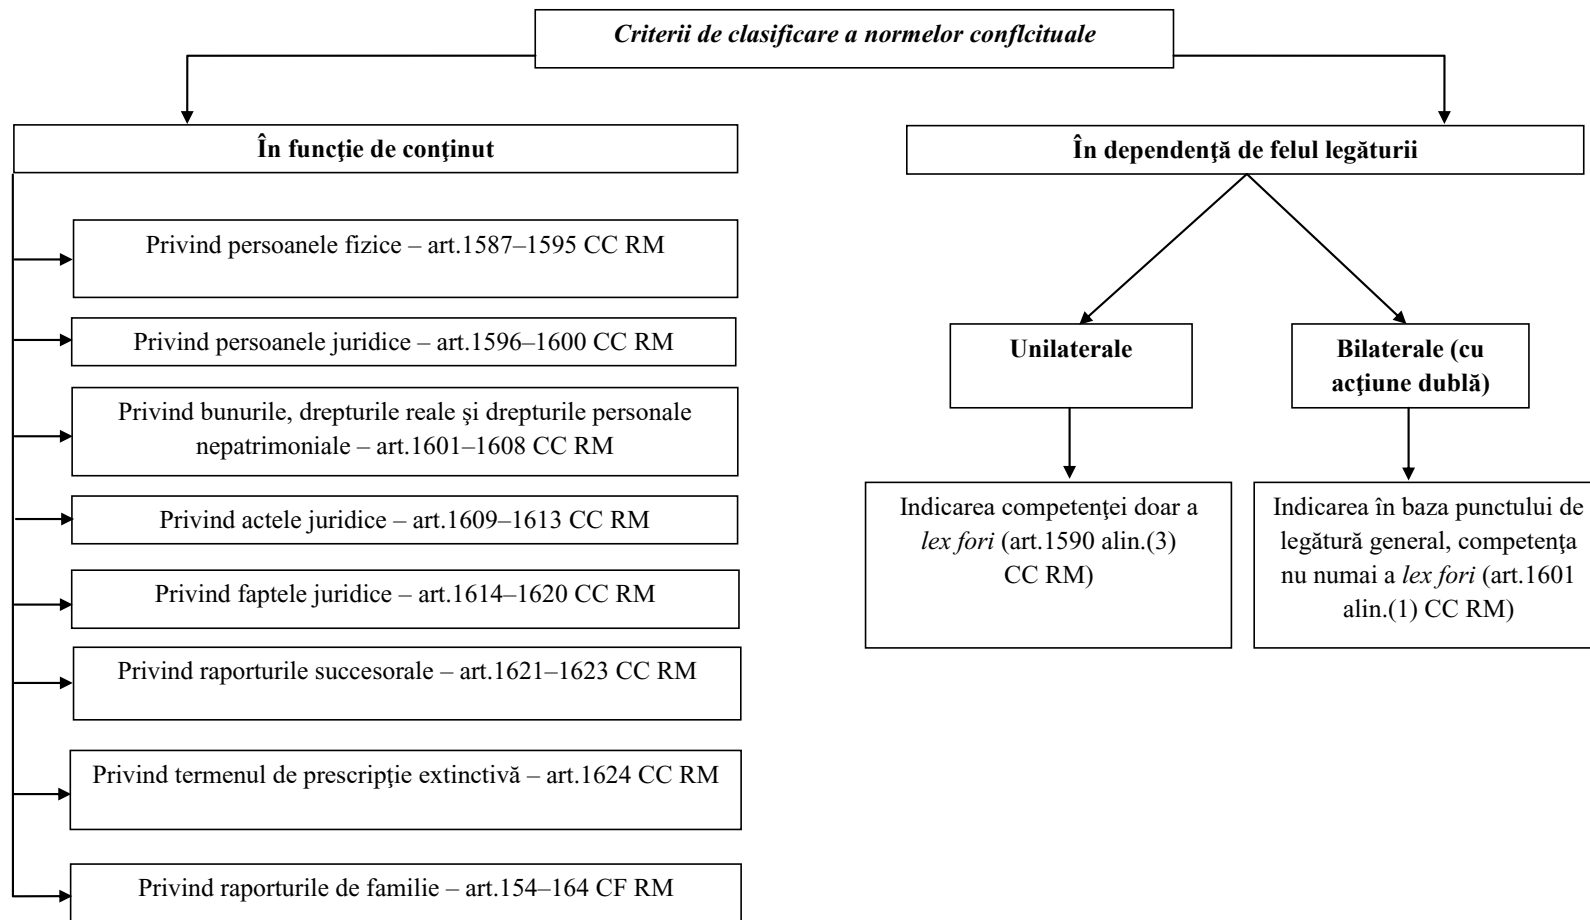 Criterii de clasificare a normelor conflcituale
În funcţie de conţinut
Privind persoanele fizice – art.1587–1595 CC RM
Privind persoanele juridice – art.1596–1600 CC RM
Privind bunurile, drepturile reale şi drepturile personale
nepatrimoniale – art.1601–1608 CC RM
Privind actele juridice – art.1609–1613 CC RM
Privind faptele juridice – art.1614–1620 CC RM
Privind raporturile succesorale – art.1621–1623 CC RM
Privind termenul de prescripţie extinctivă – art.1624 CC RM
Privind raporturile de familie – art.154–164 CF RM
În dependenţă de felul legăturii
Unilaterale
Indicarea competenţei doar a
lex fori (art.1590 alin.(3)
CC RM)
Bilaterale (cu
acţiune dublă)
Indicarea în baza punctului de
legătură general, competenţa
nu numai a lex fori (art.1601
alin.(1) CC RM)